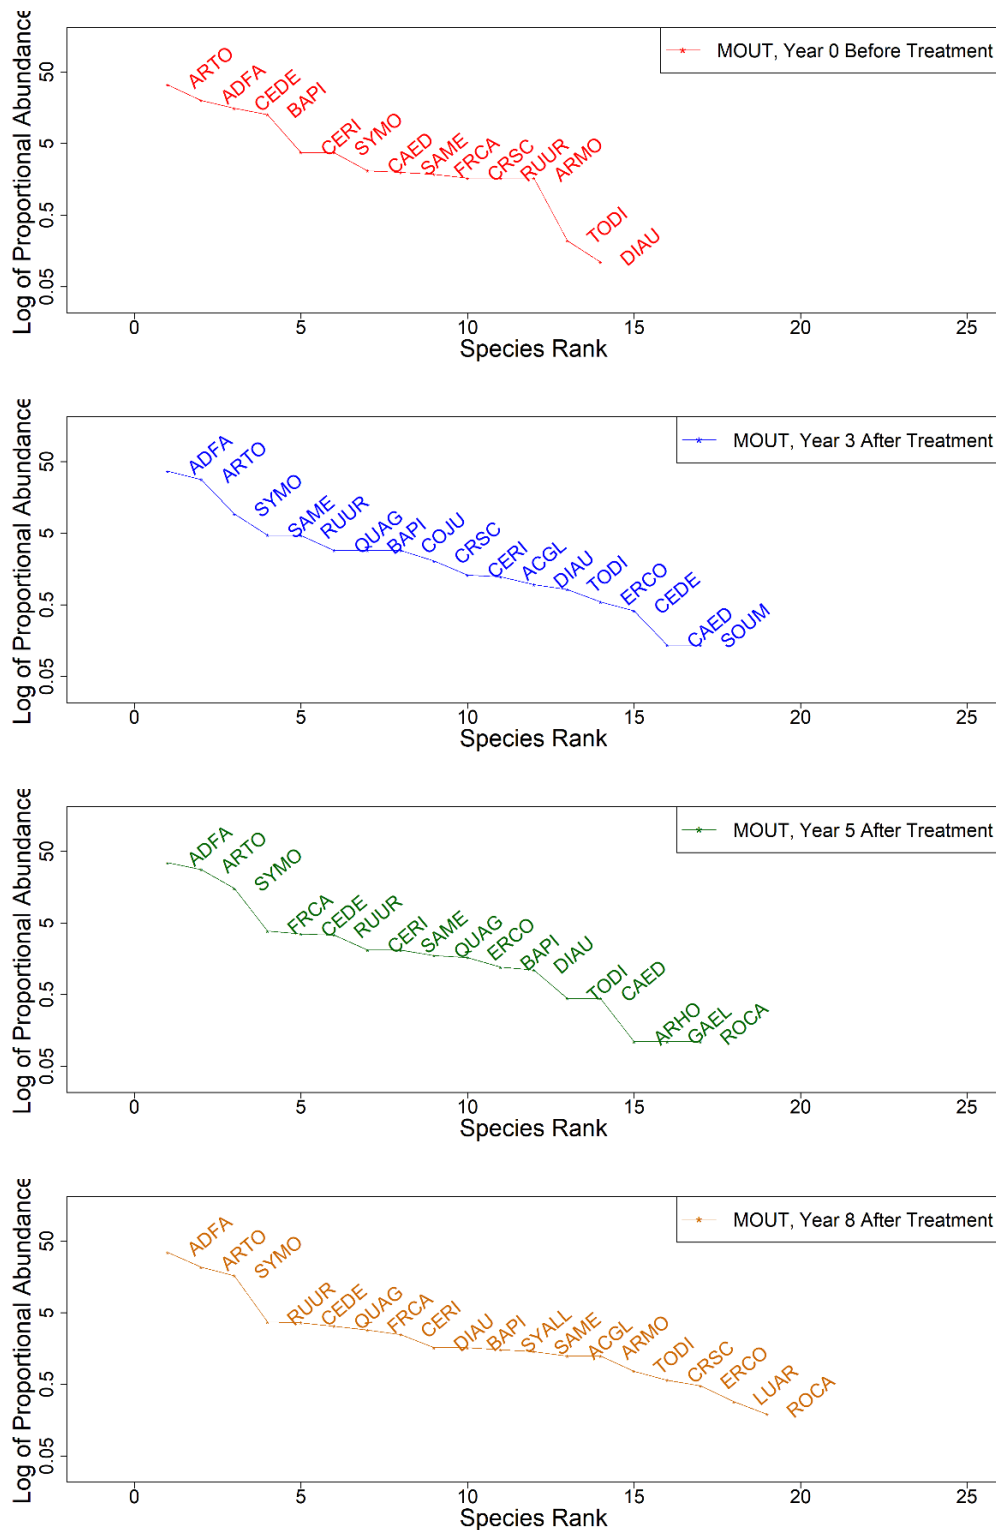 MOUT, Year 0 Before Treatment
Log of Proportional Abundance
50
5
0.5
0.05
ARTO
ADFA
CEDE
BAPI
CERI
SYMO
CAED
SAME
FRCA
CRSC
RUUR
ARMO
TODI
DIAU
0 5 10 15 20 25
Species Rank
MOUT, Year 3 After Treatment
Log of Proportional Abundance
50
5
0.5
0.05
ADFA
ARTO
SYMO
SAME
RUUR
QUAG
BAPI
COJU
CRSC
CERI
ACGL
DIAU
TODI
ERCO
CEDE
CAED
SOUM
0 5 10 15 20 25
Species Rank
MOUT, Year 5 After Treatment
Log of Proportional Abundance
50
5
0.5
0.05
ADFA
ARTO
SYMO
FRCA
CEDE
RUUR
CERI
SAME
QUAG
ERCO
BAPI
DIAU
TODI
CAED
ARHO
GAEL
ROCA
0 5 10 15 20 25
Species Rank
MOUT, Year 8 After Treatment
Log of Proportional Abundance
50
5
0.5
0.05
ADFA
ARTO
SYMO
RUUR
CEDE
QUAG
FRCA
CERI
DIAU
BAPI
SYALL
SAME
ACGL
ARMO
TODI
CRSC
ERCO
LUAR
ROCA
0 5 10 15 20 25
Species Rank